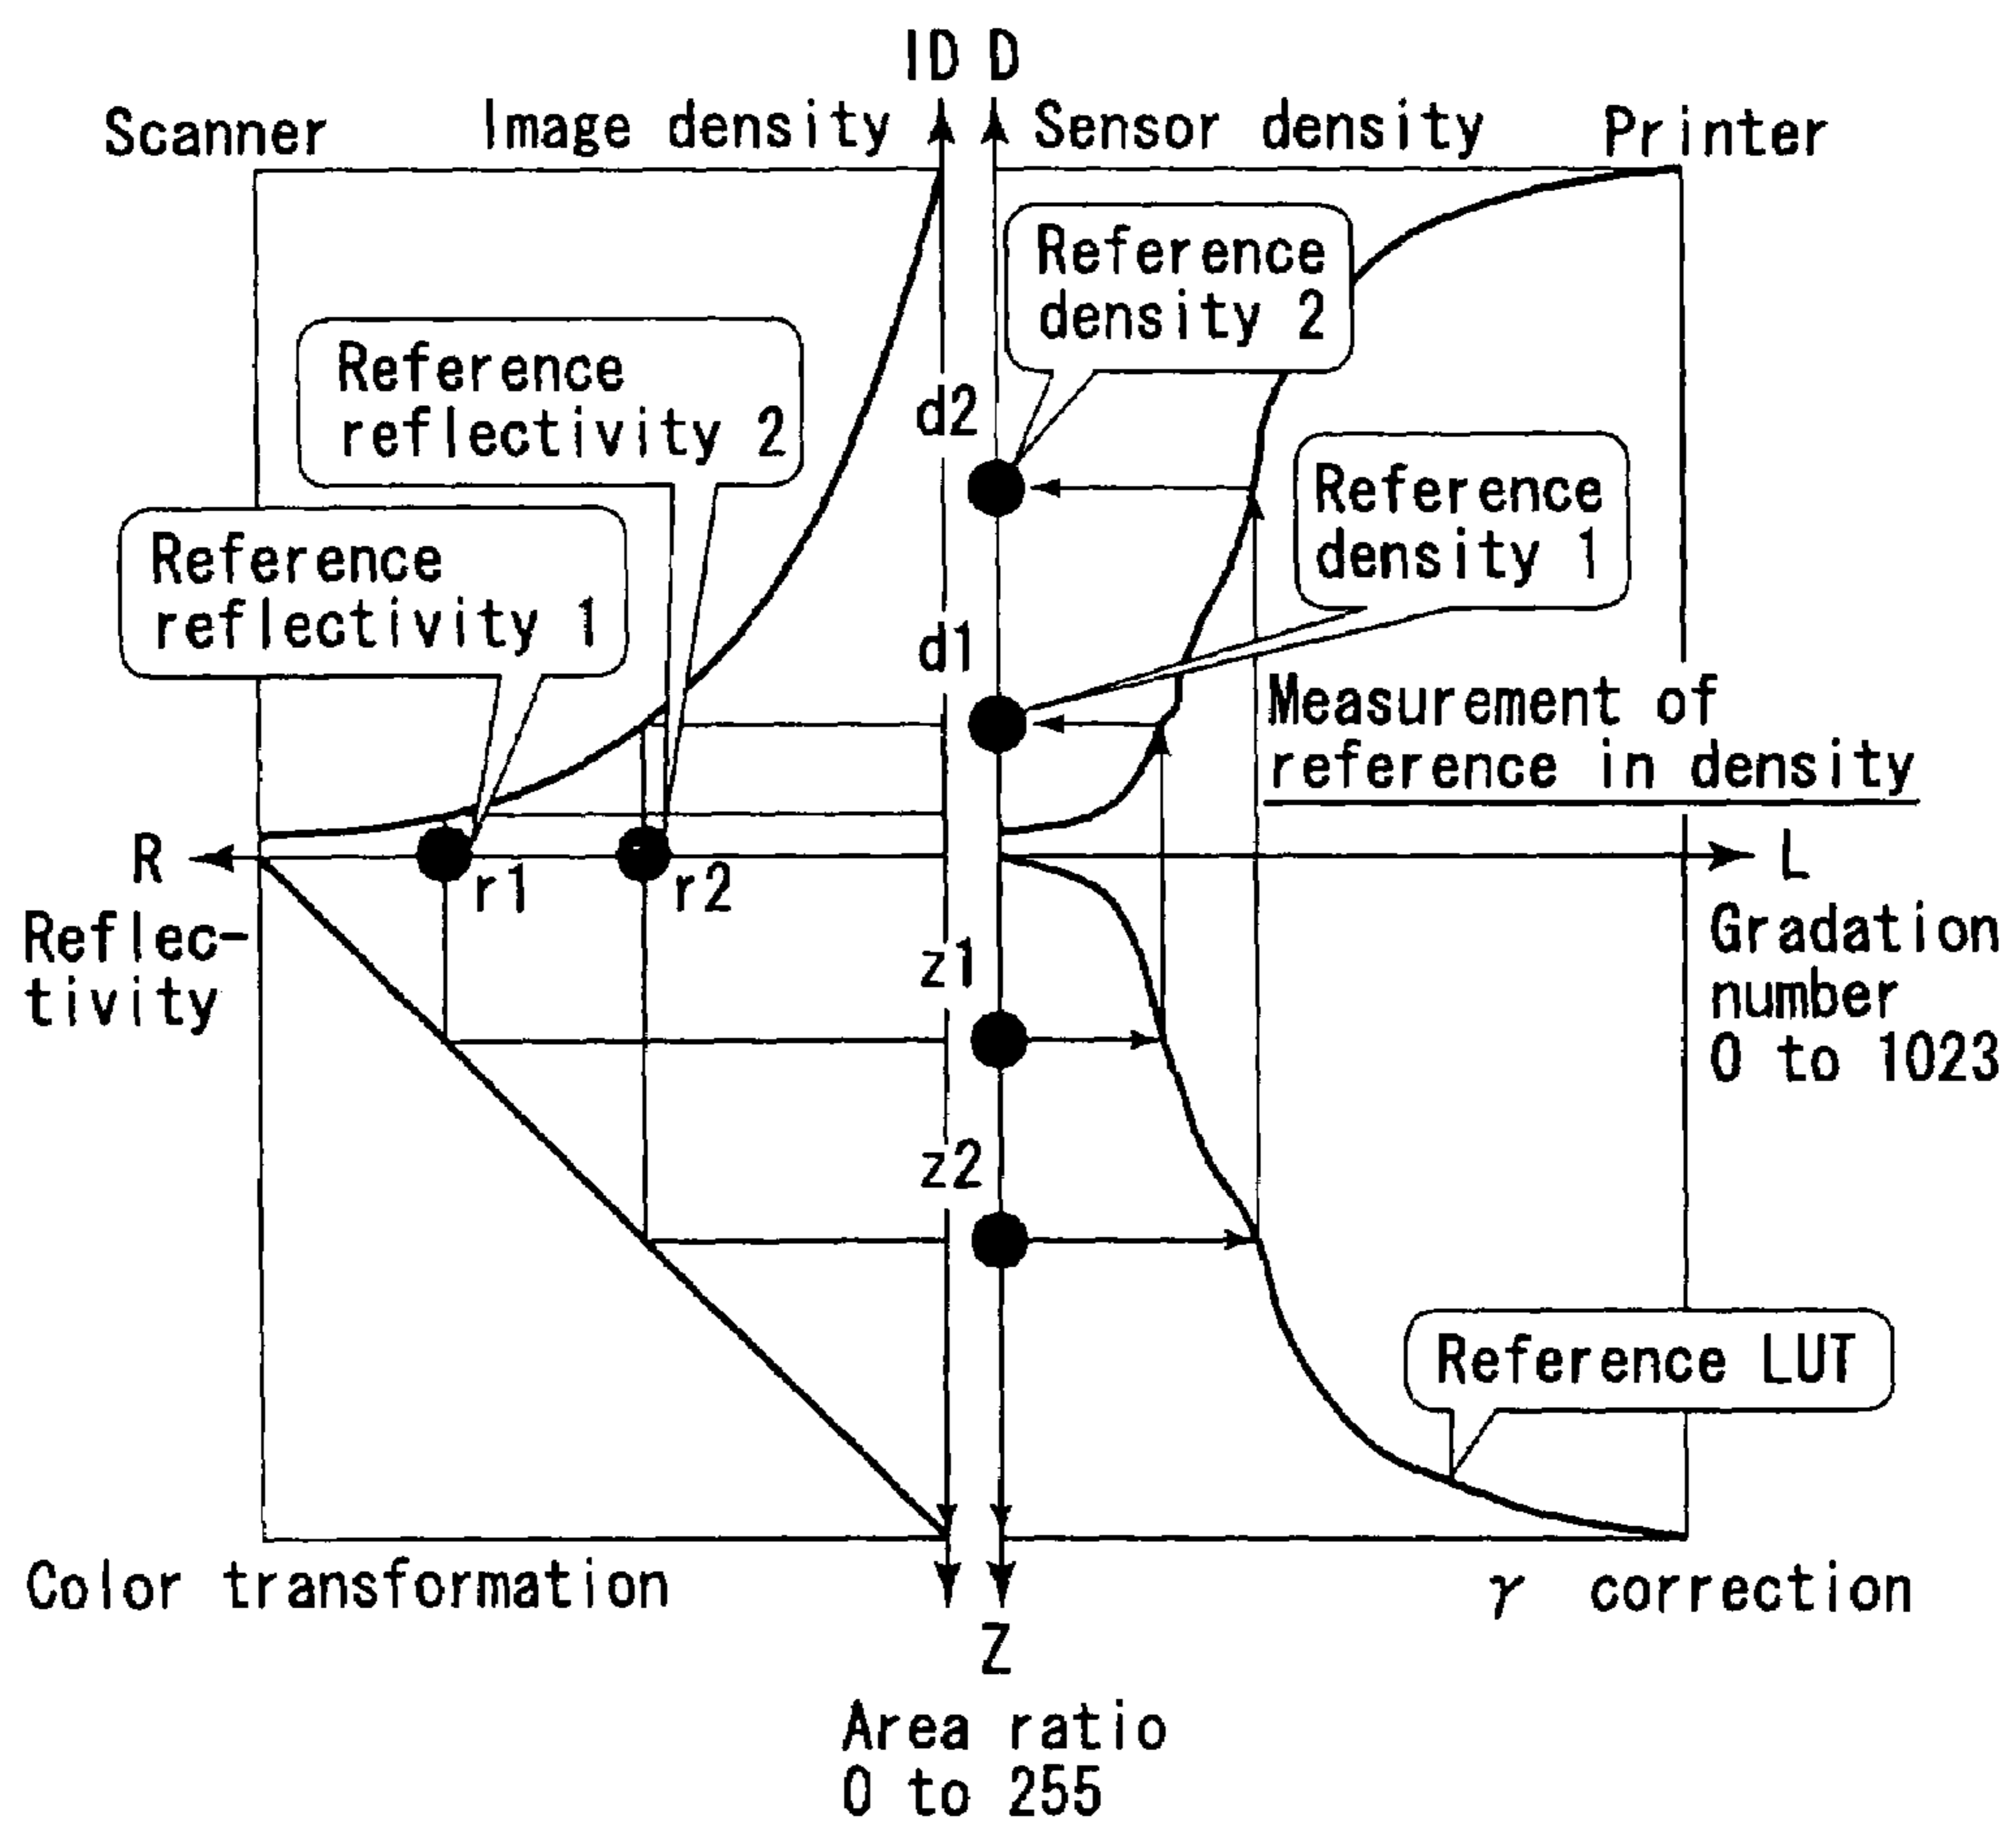 ID D
Scanner
Image density
Sensor density
Printer
Reference
density 2
Reference
reflectivity 2
d2
Reference
density 1
Reference
reflectivity 1
d1
Measurement of
reference in density
R
Reflec-
tivity
r1
r2
L
Gradation
number
0 to 1023
z1
z2
Reference LUT
Color transformation
γ correction
Z
Area ratio
0 to 255